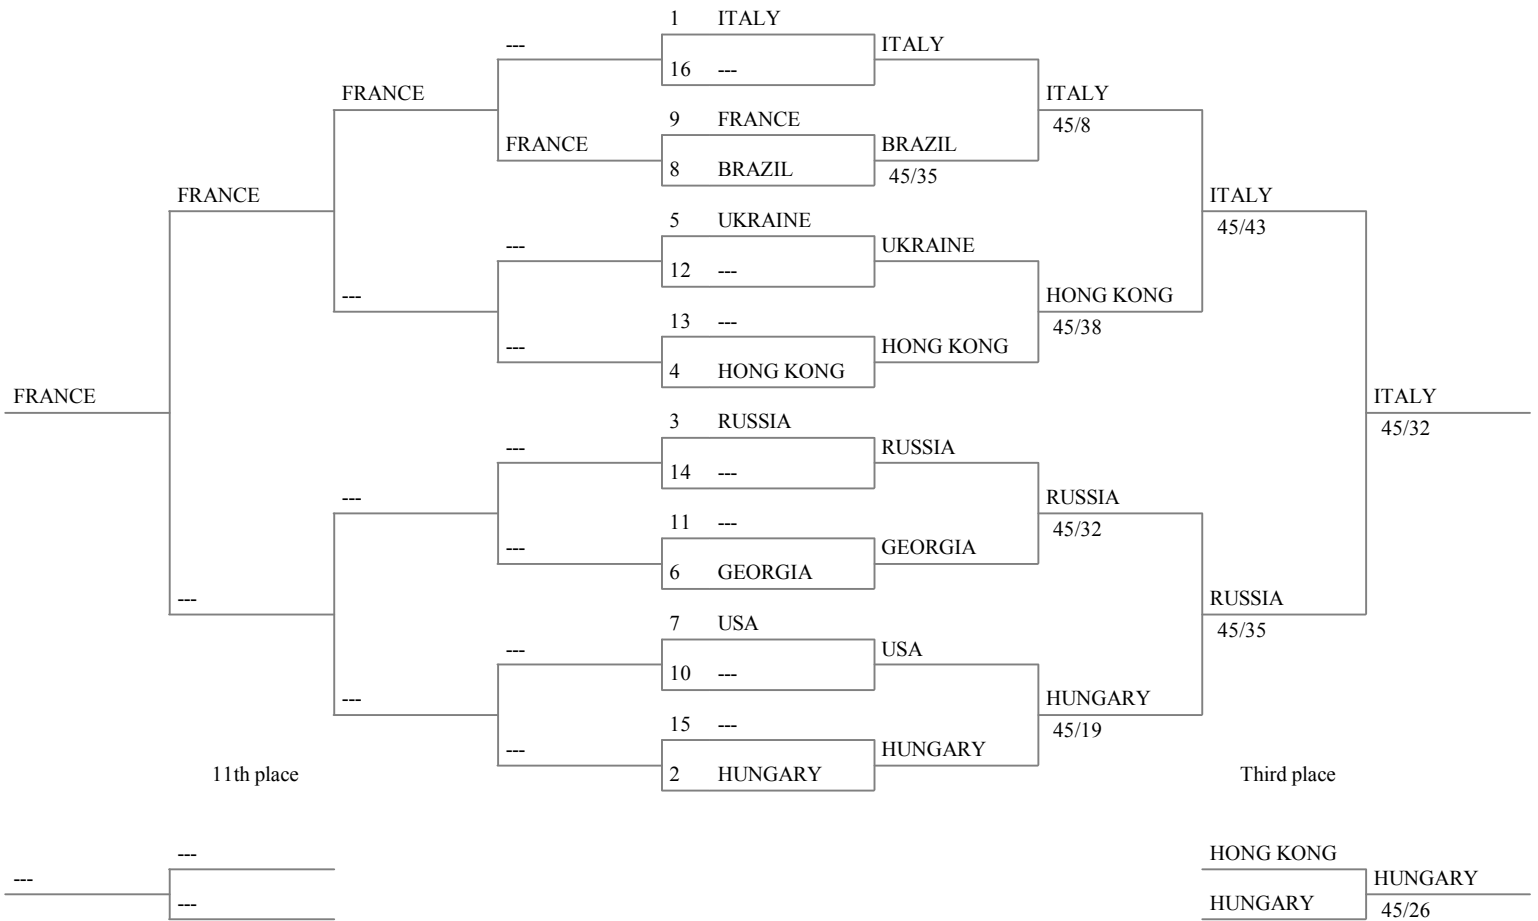 1 ITALY
--- ITALY
16 ---
FRANCE ITALY
9 FRANCE 45/8
FRANCE BRAZIL
8 BRAZIL 45/35
FRANCE ITALY
5 UKRAINE 45/43
--- UKRAINE
12 ---
--- HONG KONG
13 --- 45/38
--- HONG KONG
4 HONG KONG
FRANCE ITALY
3 RUSSIA 45/32
--- RUSSIA
14 ---
--- RUSSIA
11 --- 45/32
--- GEORGIA
6 GEORGIA
--- RUSSIA
7 USA 45/35
--- USA
10 ---
--- HUNGARY
15 --- 45/19
--- HUNGARY
11th place 2 HUNGARY Third place
--- HONG KONG
--- HUNGARY
--- HUNGARY 45/26